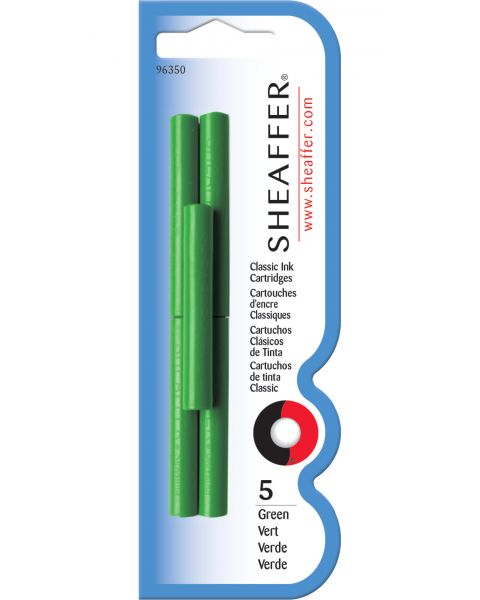 96350
SHEAFFER®
www.sheaffer.com
Classic Ink
Cartridges
Cartouches
d'encre
Classiques
Cartuchos
Clásicos
de Tinta
Cartuchos
de tinta
Classic
5
Green
Vert
Verde
Verde